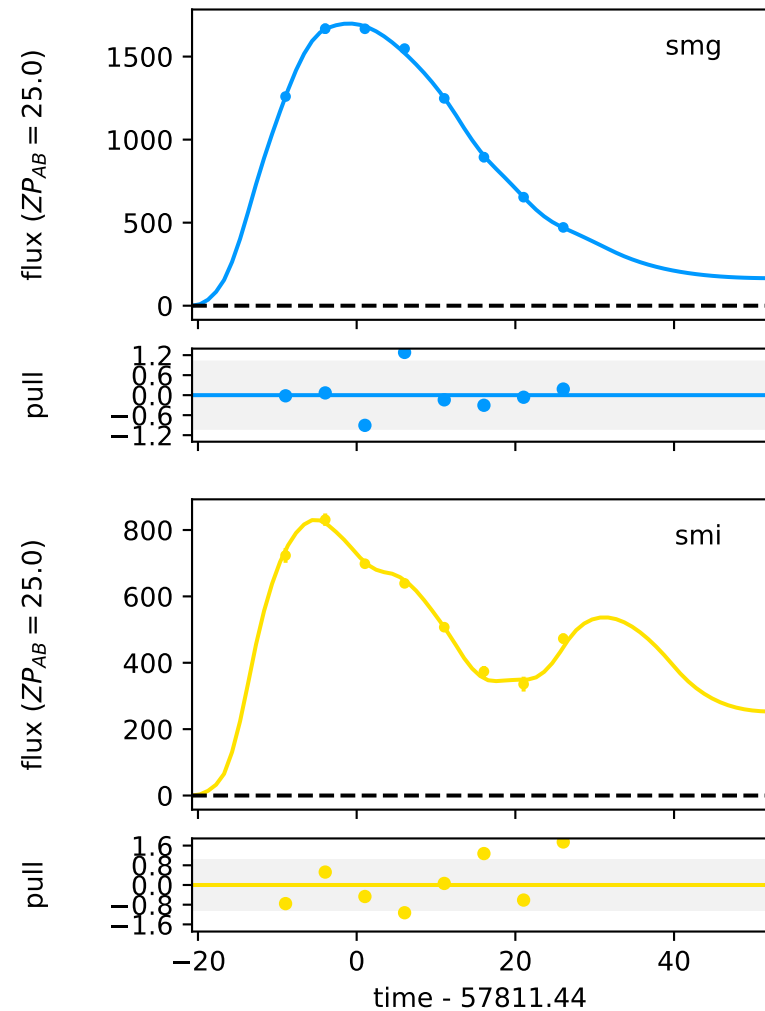 smg
flux (ZP_AB = 25.0)
1500
1000
500
0
pull
1.2
0.6
0.0
−0.6
−1.2
smi
flux (ZP_AB = 25.0)
800
600
400
200
0
pull
1.6
0.8
0.0
−0.8
−1.6
−20 0 20 40
time - 57811.44